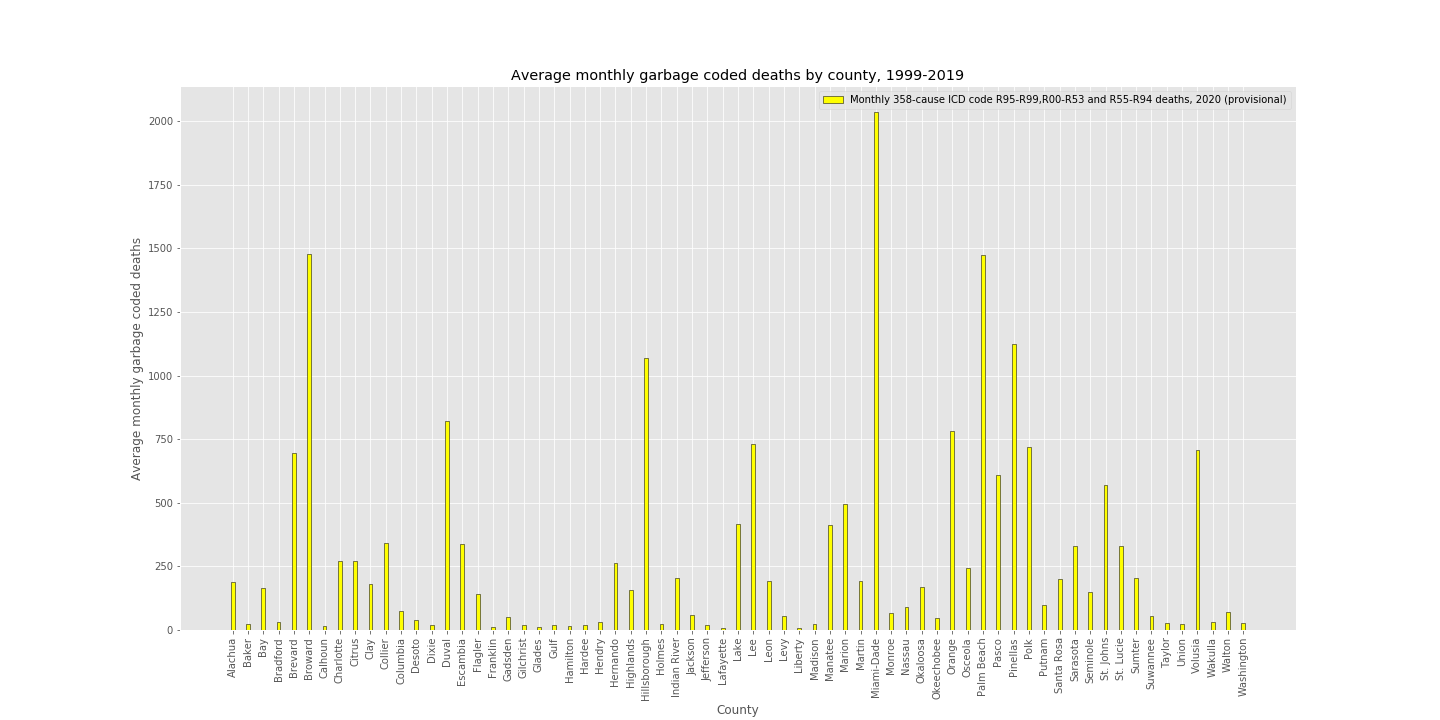 Average monthly garbage coded deaths by county, 1999-2019
Monthly 358-cause ICD code R95-R99,R00-R53 and R55-R94 deaths, 2020 (provisional)
Average monthly garbage coded deaths
2000
1750
1500
1250
1000
750
500
250
0
Alachua
Baker
Bay
Bradford
Brevard
Broward
Calhoun
Charlotte
Citrus
Clay
Collier
Columbia
Desoto
Dixie
Duval
Escambia
Flagler
Franklin
Gadsden
Gilchrist
Glades
Gulf
Hamilton
Hardee
Hendry
Hernando
Highlands
Hillsborough
Holmes
Indian River
Jackson
Jefferson
Lafayette
Lake
Lee
Leon
Levy
Liberty
Madison
Manatee
Marion
Martin
Miami-Dade
Monroe
Nassau
Okaloosa
Okeechobee
Orange
Osceola
Palm Beach
Pasco
Pinellas
Polk
Putnam
Santa Rosa
Sarasota
Seminole
St. Johns
St. Lucie
Sumter
Suwannee
Taylor
Union
Volusia
Wakulla
Walton
Washington
County